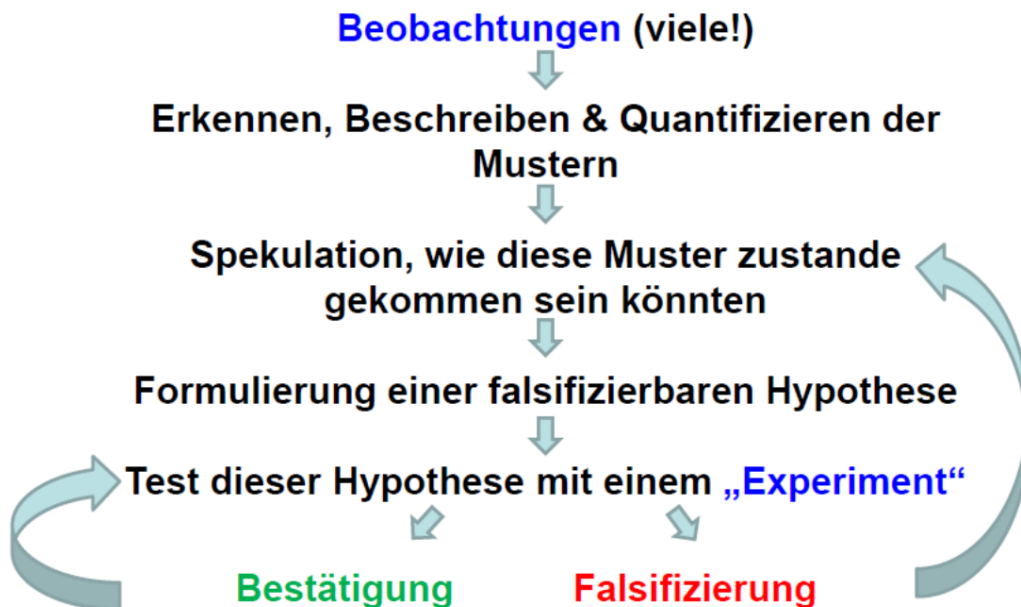 Beobachtungen (viele!)
Erkennen, Beschreiben & Quantifizieren der
Mustern
Spekulation, wie diese Muster zustande
gekommen sein könnten
Formulierung einer falsifizierbaren Hypothese
Test dieser Hypothese mit einem „Experiment“
Bestätigung Falsifizierung